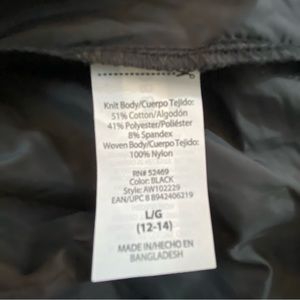 Knit Body/Cuerpo Tejido:
51% Cotton/Algodón
41% Polyester/Poliéster
8% Spandex
Woven Body/Cuerpo Tejido:
100% Nylon
RN# 52469
Color: BLACK
Style: AW102229
EAN/UPC 8 8942406219
L/G
(12-14)
MADE IN/HECHO EN
BANGLADESH